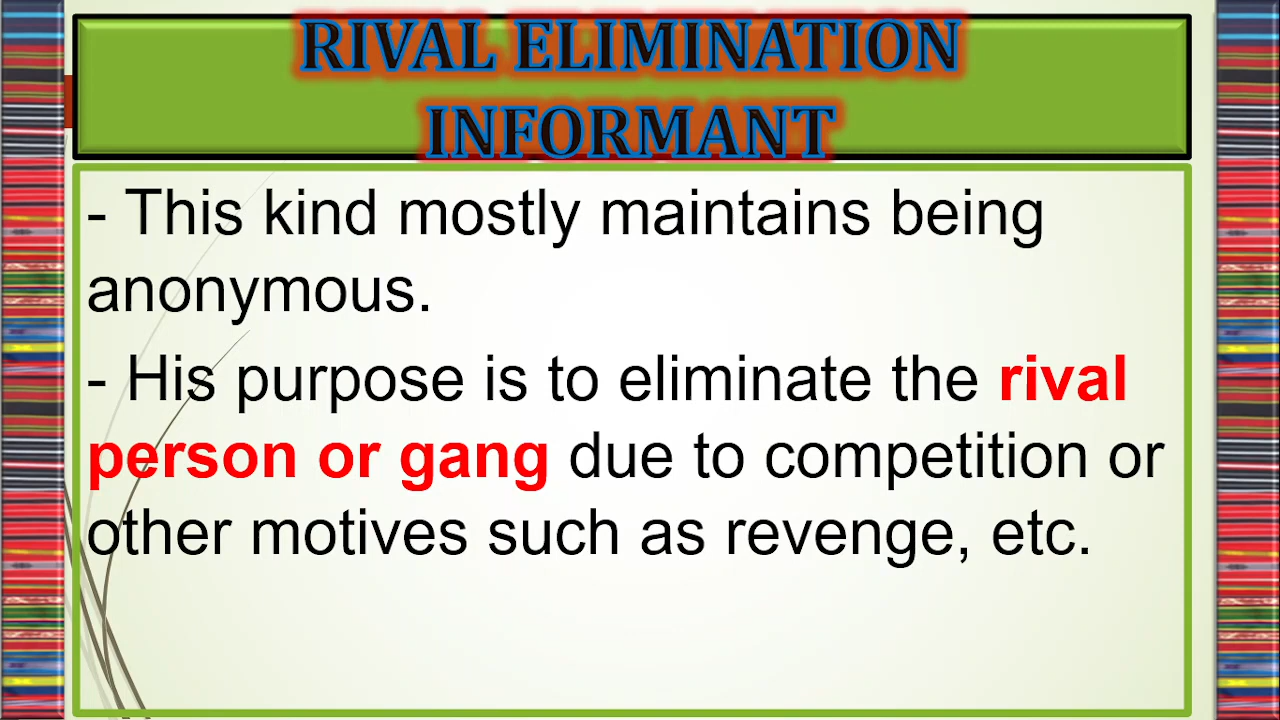 RIVAL ELIMINATION
INFORMANT
- This kind mostly maintains being
anonymous.
- His purpose is to eliminate the rival
person or gang due to competition or
other motives such as revenge, etc.